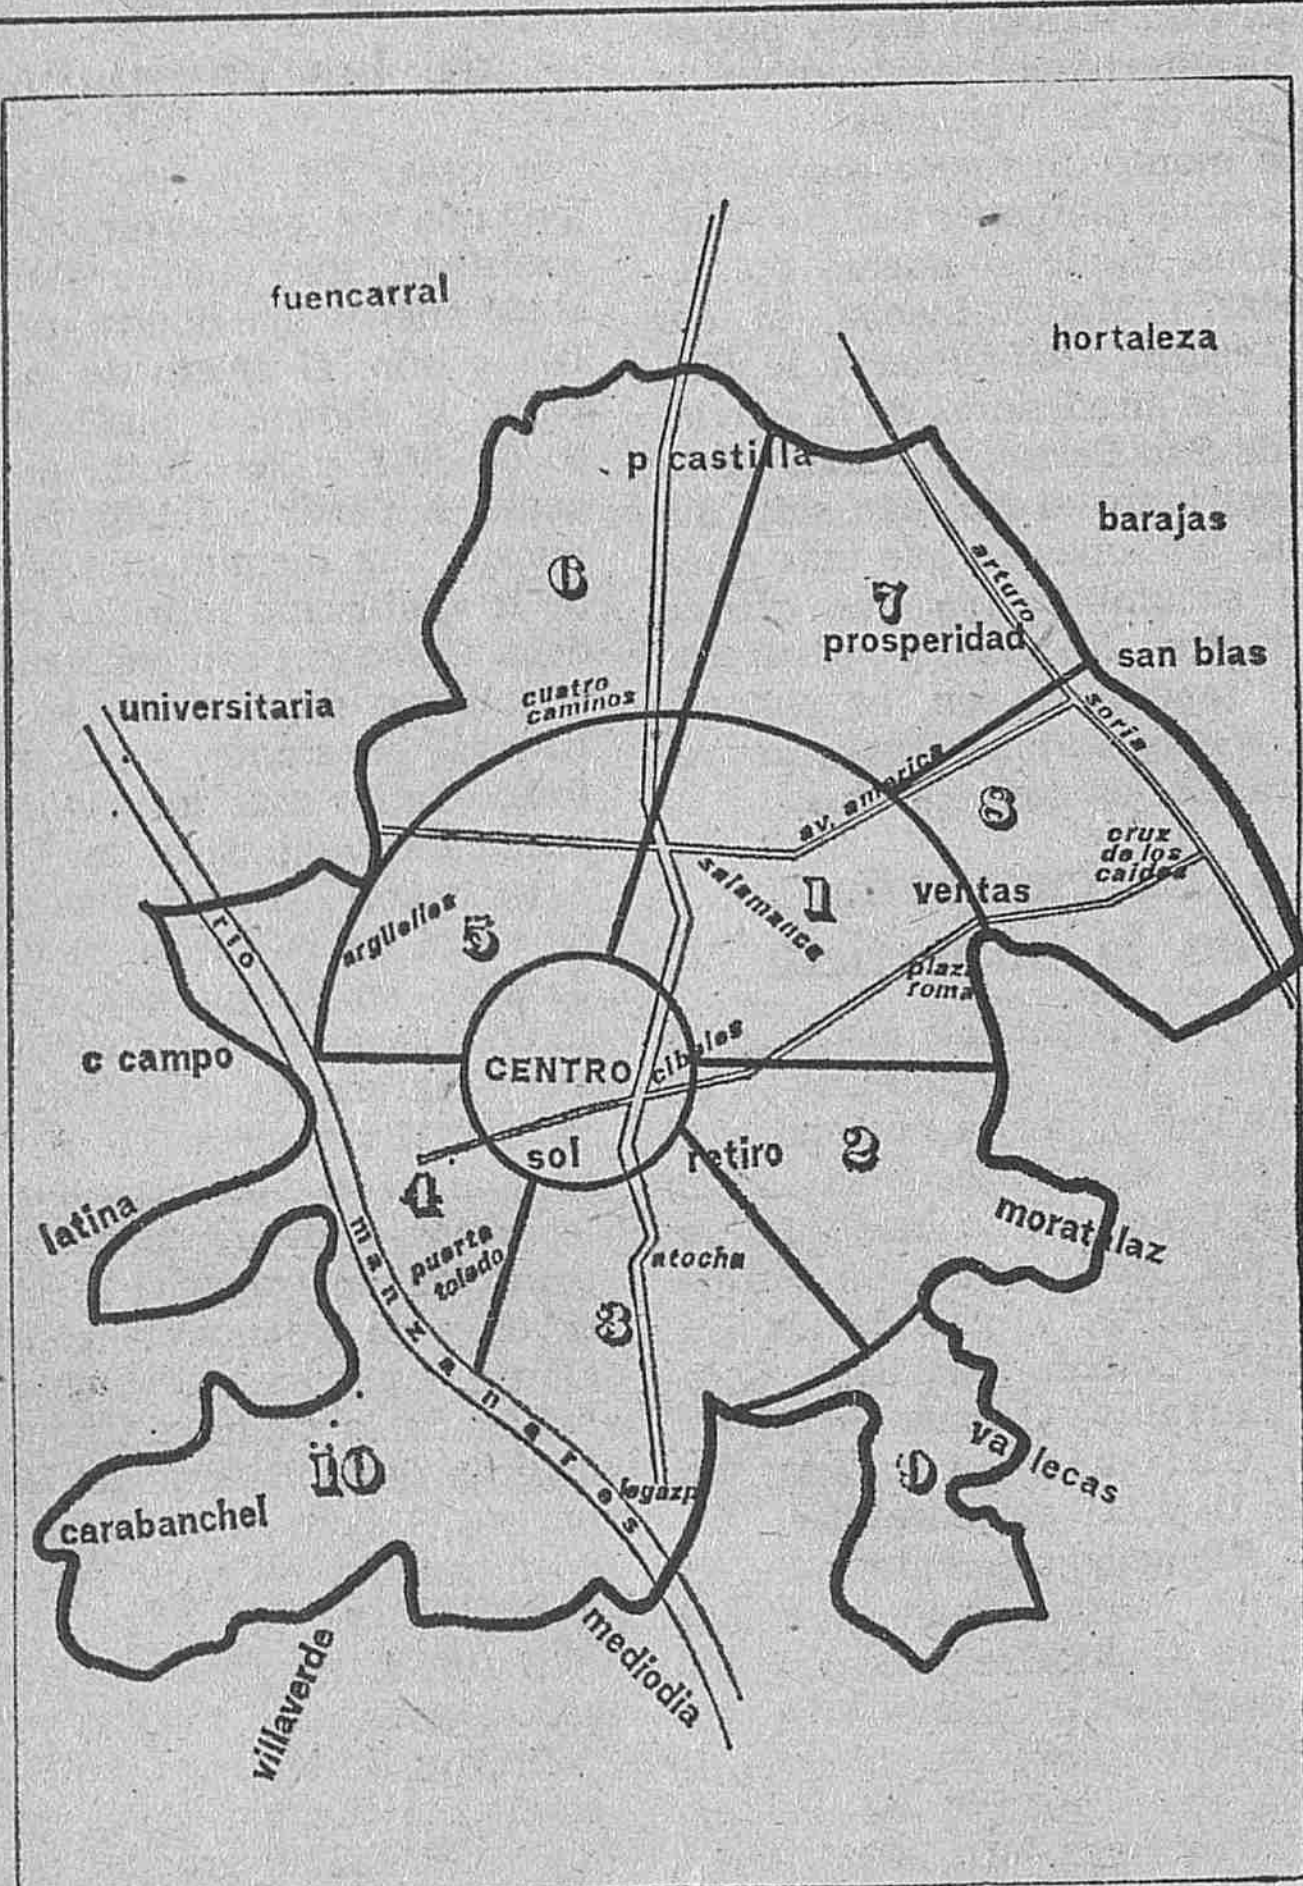 fuencarral
hortaleza
p castilla
barajas
6
arturo
7
prosperidad
san blas
cuatro
caminos
universitaria
soria
av. america
8
cruz
de los
caidos
salamanca
1
ventas
arguelles
5
rio
plaza
roma
cibeles
c campo
CENTRO
sol
retiro
2
4
latina
moratalaz
manzanares
puerta
toledo
atocha
3
vallecas
9
10
legazpi
carabanchel
villaverde
mediodia